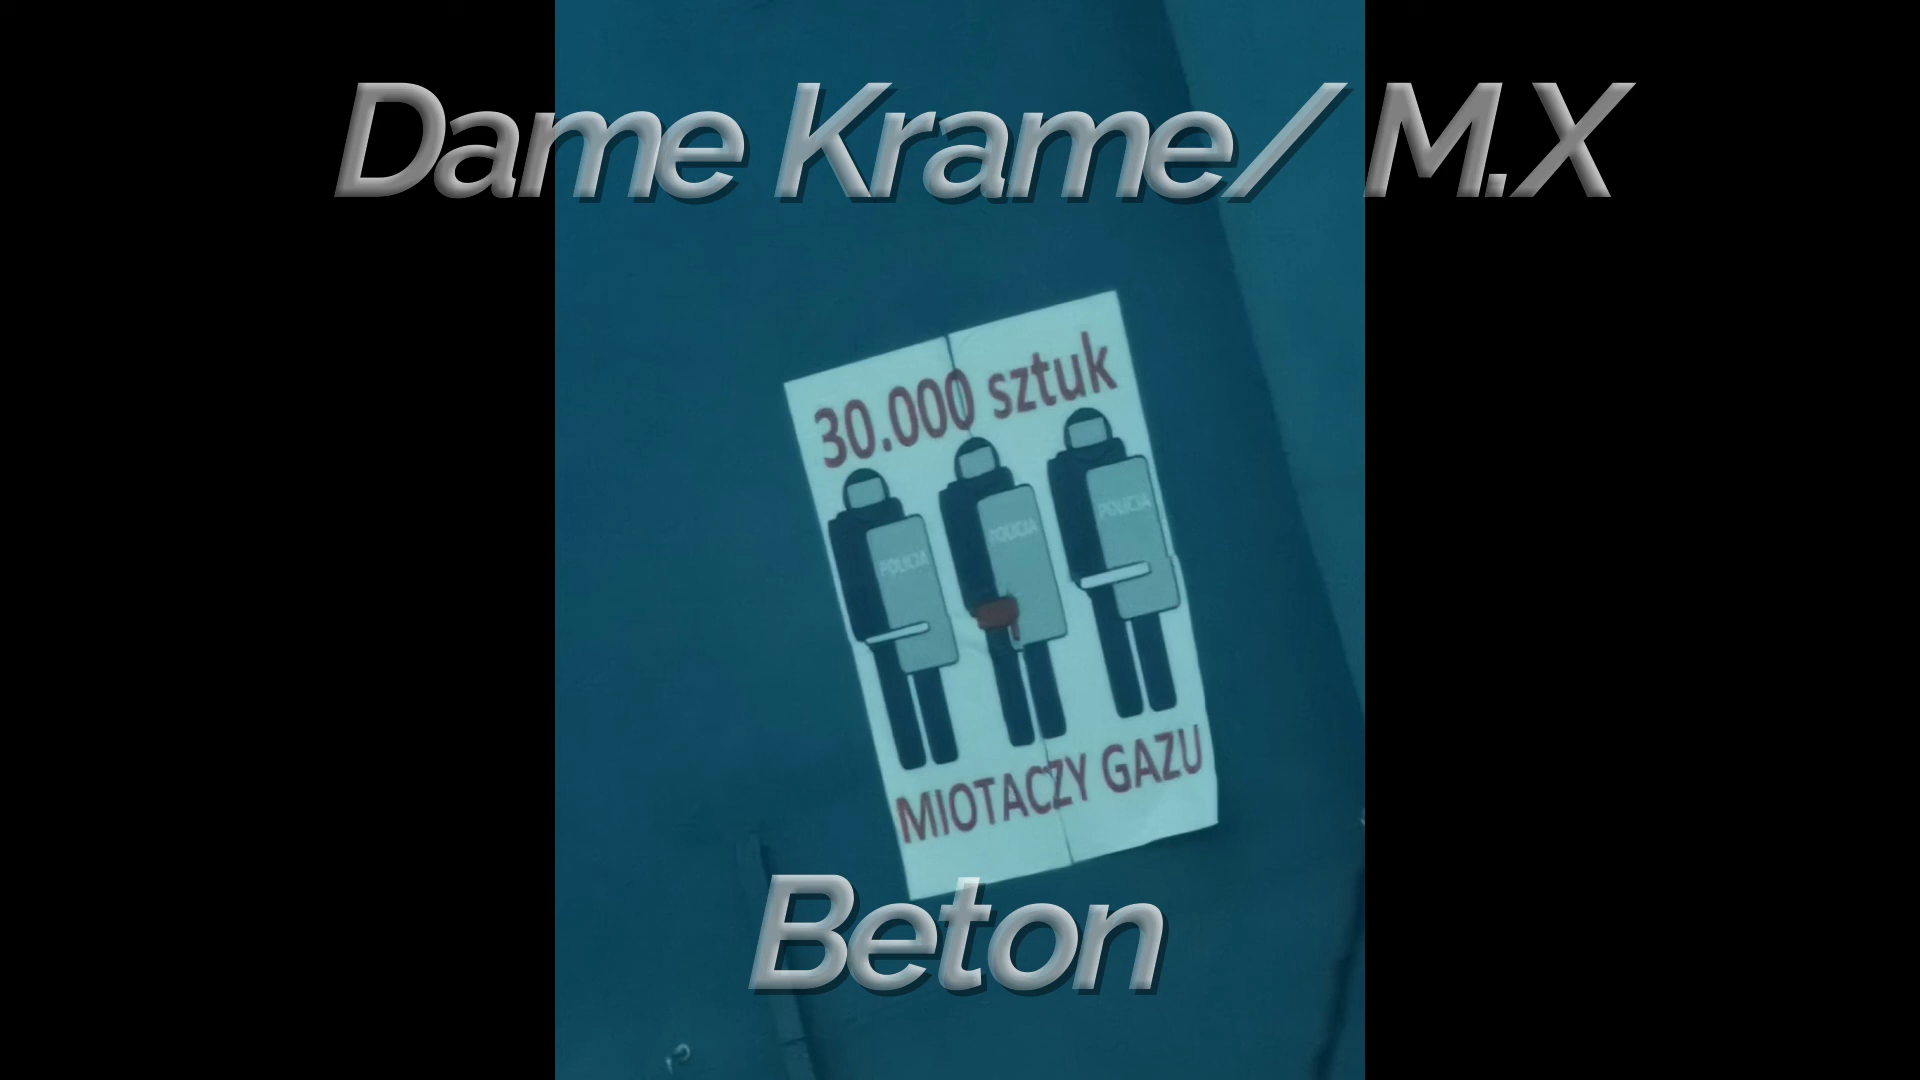 Dame Krame/ M.X
30.000 sztuk
POLICJA
POLICJA
POLICJA
MIOTACZY GAZU
Beton